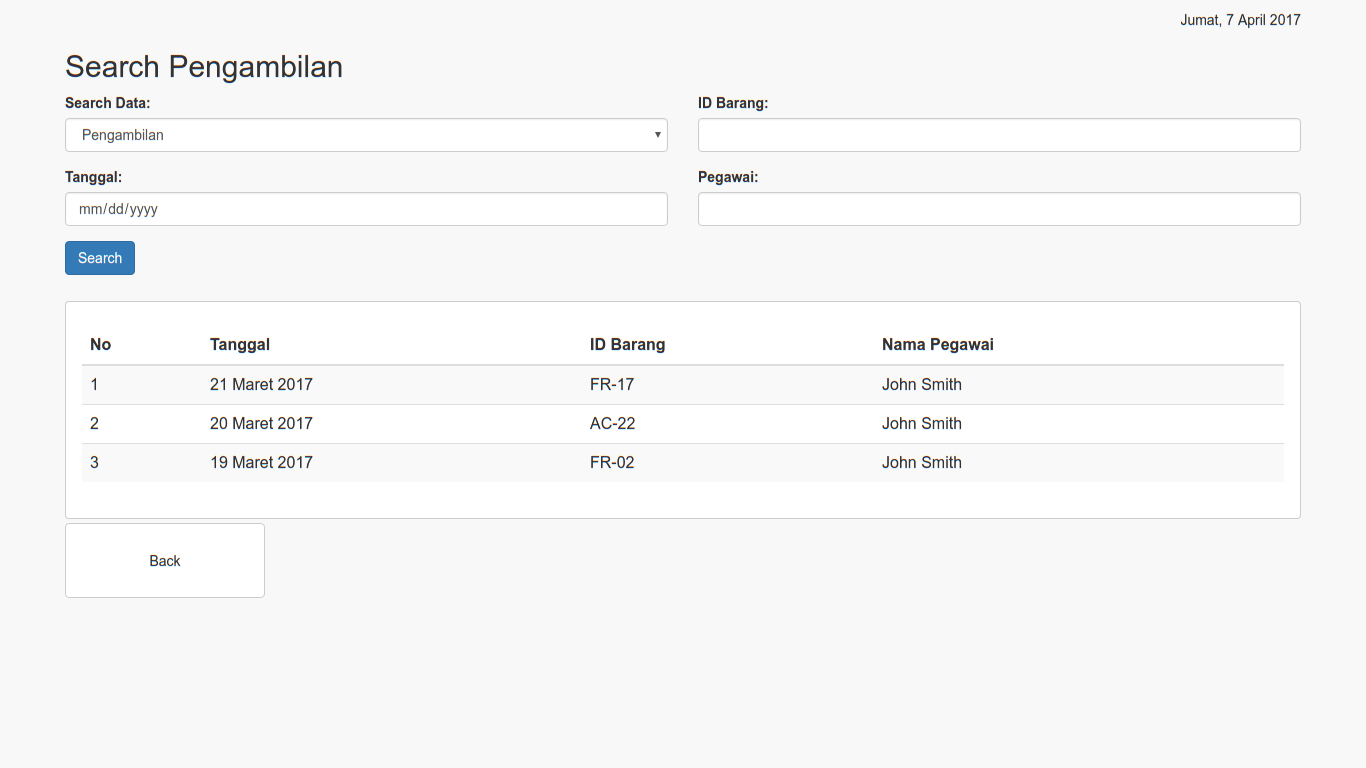 Jumat, 7 April 2017
Search Pengambilan
Search Data: ID Barang:
Pengambilan
Tanggal: Pegawai:
mm/dd/yyyy
Search
No Tanggal ID Barang Nama Pegawai
1 21 Maret 2017 FR-17 John Smith
2 20 Maret 2017 AC-22 John Smith
3 19 Maret 2017 FR-02 John Smith
Back